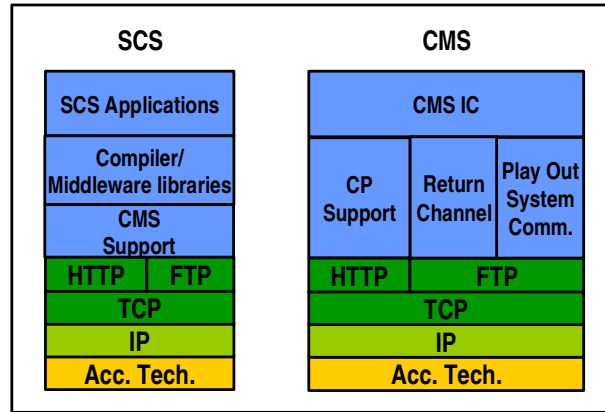 SCS
SCS Applications
Compiler/
Middleware libraries
CMS
Support
HTTP FTP
TCP
IP
Acc. Tech.
CMS
CMS IC
CP
Support
Return
Channel
Play Out
System
Comm.
HTTP FTP
TCP
IP
Acc. Tech.